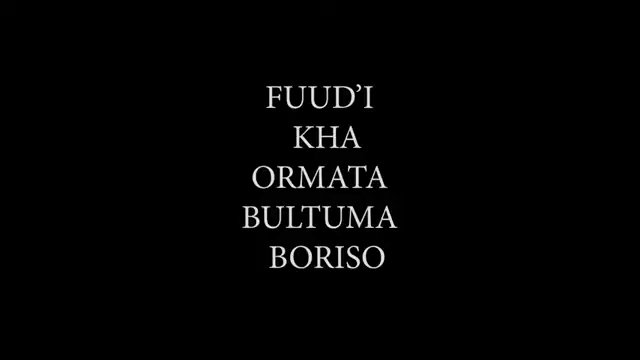 FUUD’I
KHA
ORMATA
BULTUMA
BORISO